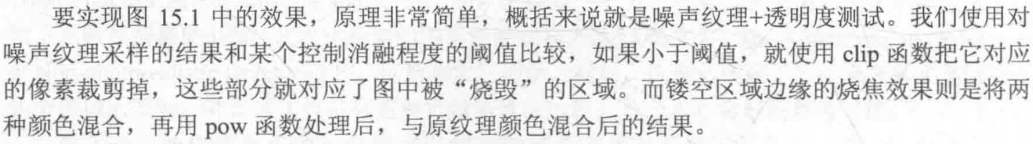 要实现图 15.1 中的效果，原理非常简单，概括来说就是噪声纹理+透明度测试。我们使用对
噪声纹理采样的结果和某个控制消融程度的阈值比较，如果小于阈值，就使用 clip 函数把它对应
的像素裁剪掉，这些部分就对应了图中被“烧毁”的区域。而镂空区域边缘的烧焦效果则是将两
种颜色混合，再用 pow 函数处理后，与原纹理颜色混合后的结果。